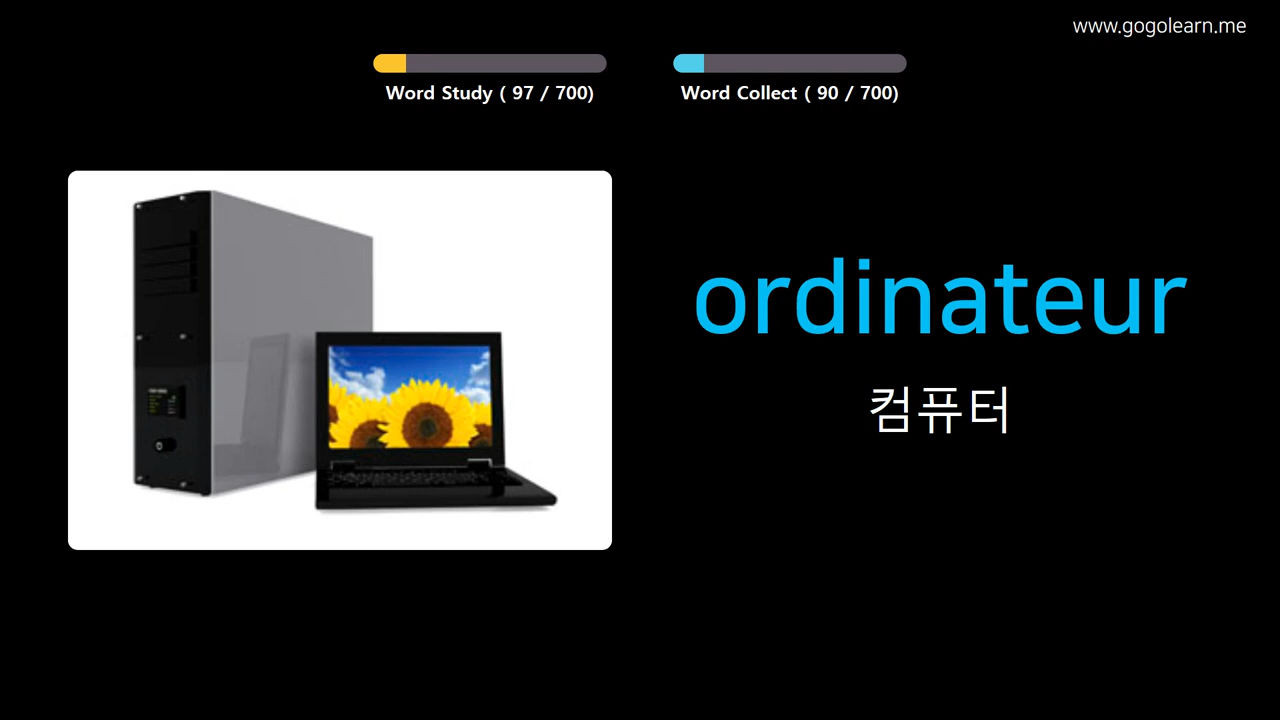 www.gogolearn.me
Word Study ( 97 / 700)
Word Collect ( 90 / 700)
ordinateur
컴퓨터